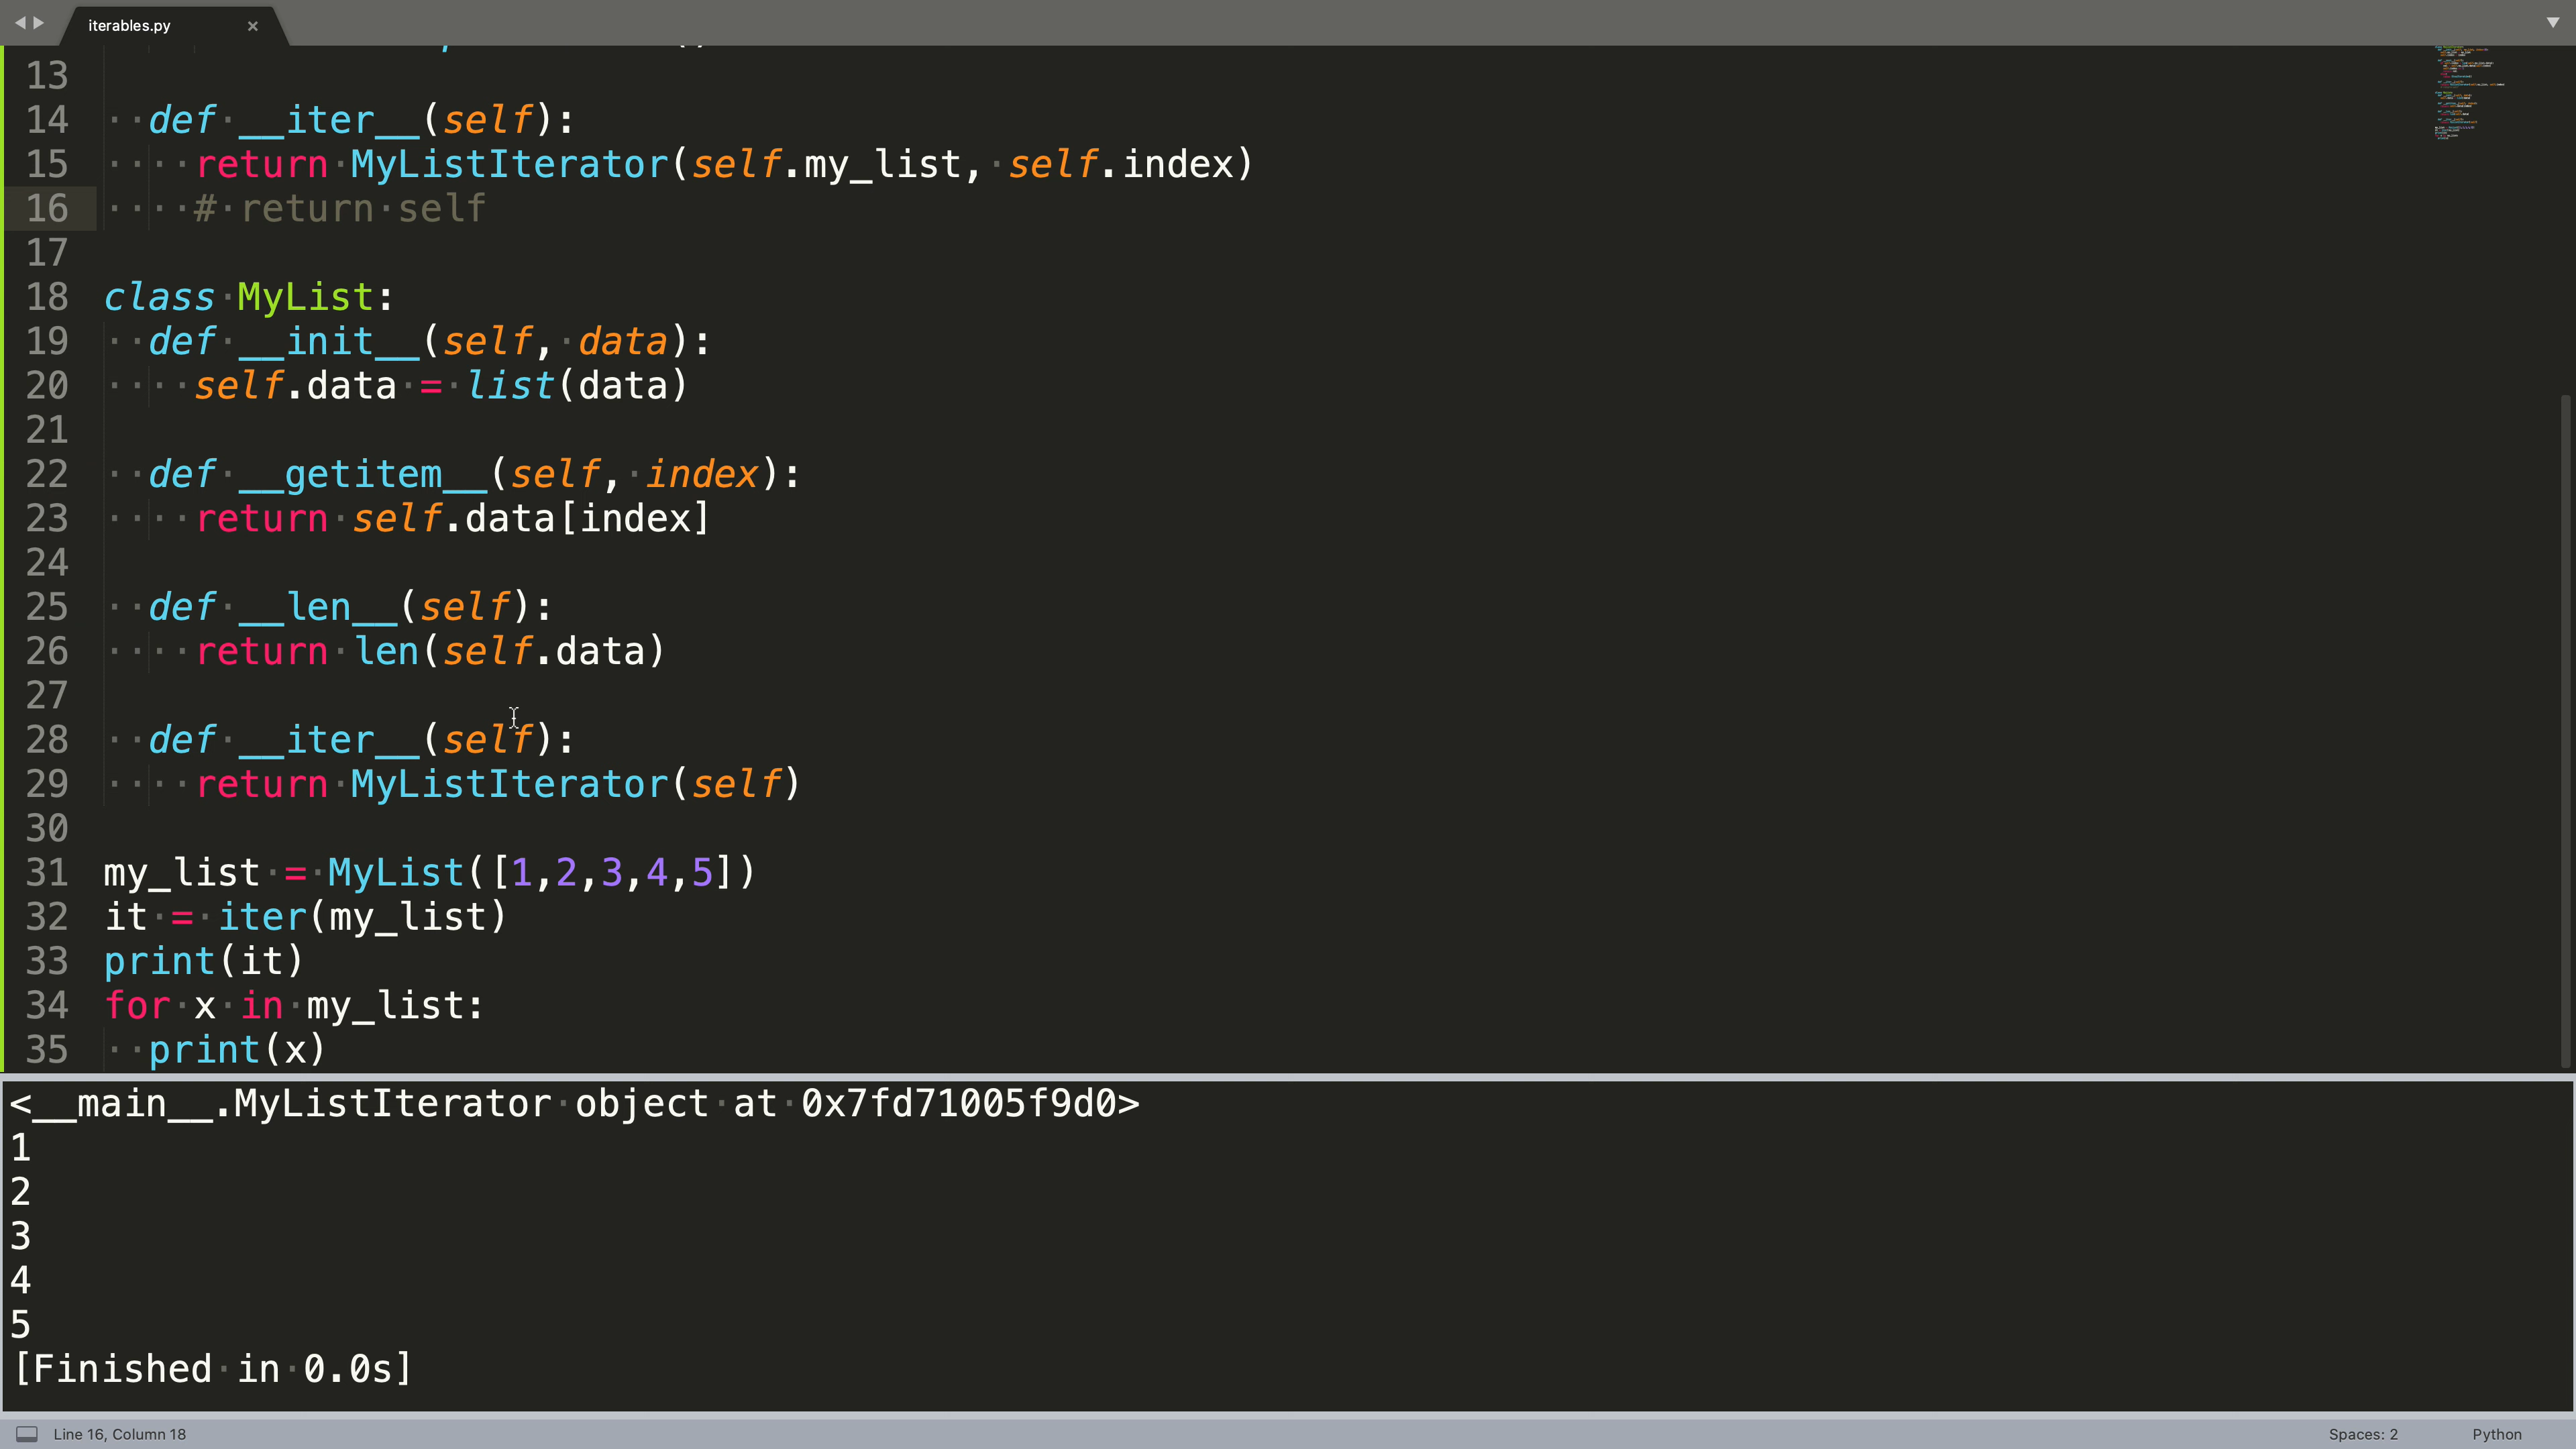 iterables.py
13
14 def __iter__(self):
15 return MyListIterator(self.my_list, self.index)
16 # return self
17
18 class MyList:
19 def __init__(self, data):
20 self.data = list(data)
21
22 def __getitem__(self, index):
23 return self.data[index]
24
25 def __len__(self):
26 return len(self.data)
27
28 def __iter__(self):
29 return MyListIterator(self)
30
31 my_list = MyList([1,2,3,4,5])
32 it = iter(my_list)
33 print(it)
34 for x in my_list:
35 print(x)
<__main__.MyListIterator object at 0x7fd71005f9d0>
1
2
3
4
5
[Finished in 0.0s]
Line 16, Column 18 Spaces: 2 Python